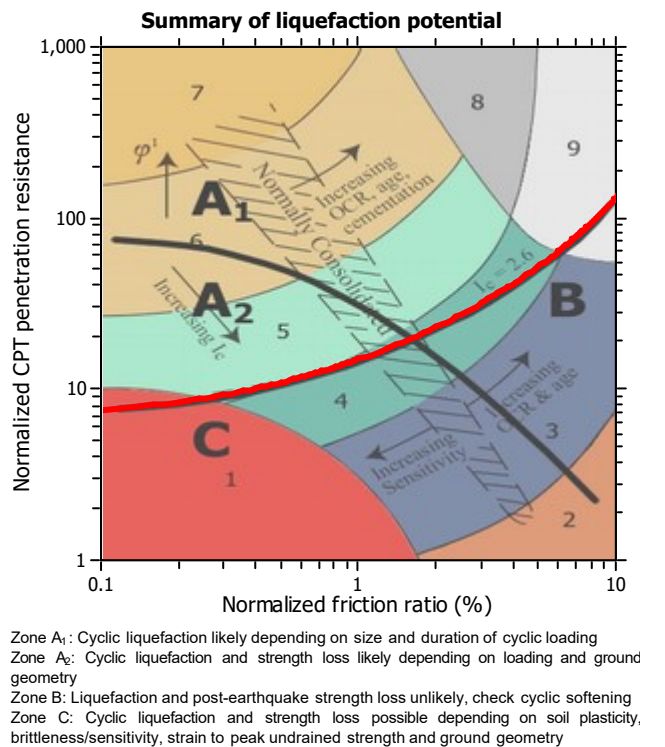 Summary of liquefaction potential
1,000
7
8
9
φ'
A1
Increasing
OCR, age,
cementation
Normally Consolidated
100
6
A2
Increasing Ic
5
Ic = 2.6
B
10
4
Increasing
OCR & age
Increasing
Sensitivity
3
C
1
2
1
0.1
1
10
Normalized CPT penetration resistance
Normalized friction ratio (%)
Zone A1: Cyclic liquefaction likely depending on size and duration of cyclic loading
Zone A2: Cyclic liquefaction and strength loss likely depending on loading and ground
geometry
Zone B: Liquefaction and post-earthquake strength loss unlikely, check cyclic softening
Zone C: Cyclic liquefaction and strength loss possible depending on soil plasticity,
brittleness/sensitivity, strain to peak undrained strength and ground geometry